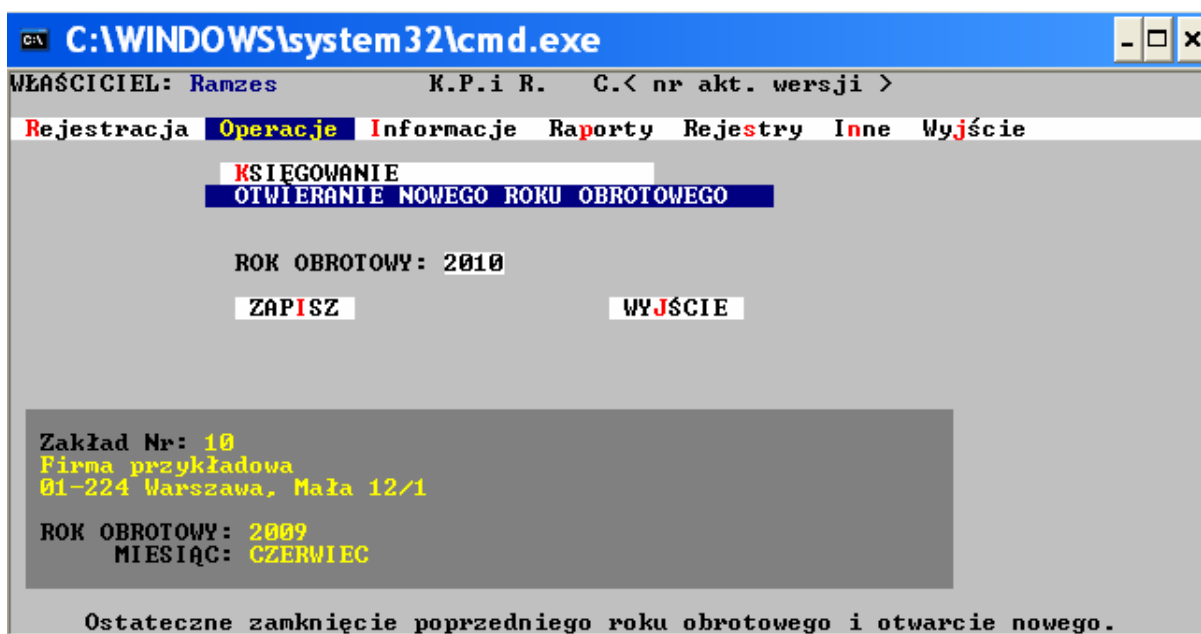 C:\WINDOWS\system32\cmd.exe
WŁAŚCICIEL: Ramzes K.P.i R. C.< nr akt. wersji >
Rejestracja Operacje Informacje Raporty Rejestry Inne Wyjście
KSIĘGOWANIE
OTWIERANIE NOWEGO ROKU OBROTOWEGO
ROK OBROTOWY: 2010
ZAPISZ WYJŚCIE
Zakład Nr: 10
Firma przykładowa
01-224 Warszawa, Mała 12/1
ROK OBROTOWY: 2009
MIESIĄC: CZERWIEC
Ostateczne zamknięcie poprzedniego roku obrotowego i otwarcie nowego.